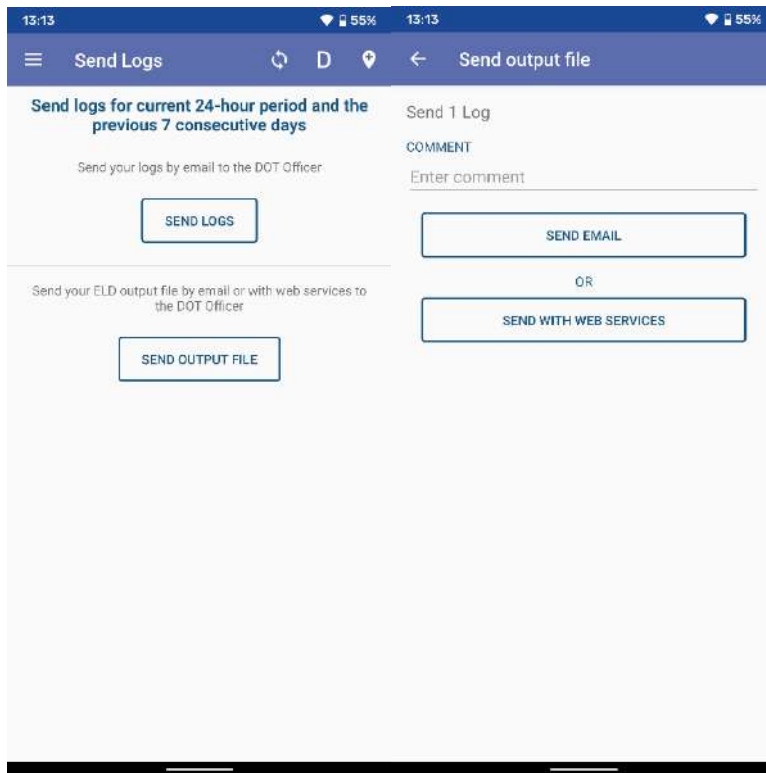 13:13
55%
Send Logs
D
Send logs for current 24-hour period and the
previous 7 consecutive days
Send your logs by email to the DOT Officer
SEND LOGS
Send your ELD output file by email or with web services to
the DOT Officer
SEND OUTPUT FILE
13:13
55%
Send output file
Send 1 Log
COMMENT
Enter comment
SEND EMAIL
OR
SEND WITH WEB SERVICES